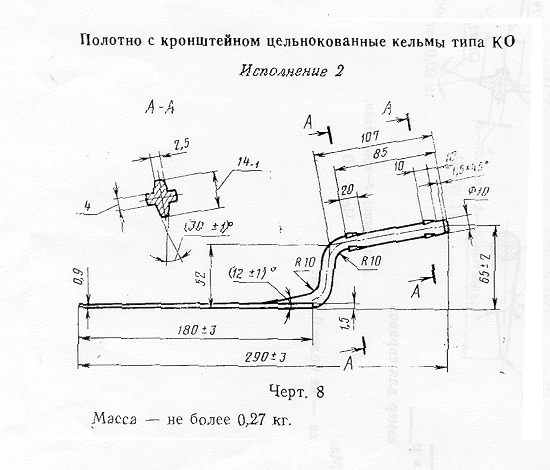 Полотно с кронштейном цельнокованные кельмы типа КО
Исполнение 2
А-А
А
А
107
2,5
85
14-1
10
1,5×45°
20
4
Ф10
(30 ±1)°
R10
R10
(12 ±1)°
52
65±2
0,9
А
1,5
180±3
290±3
А
Черт. 8
Масса — не более 0,27 кг.